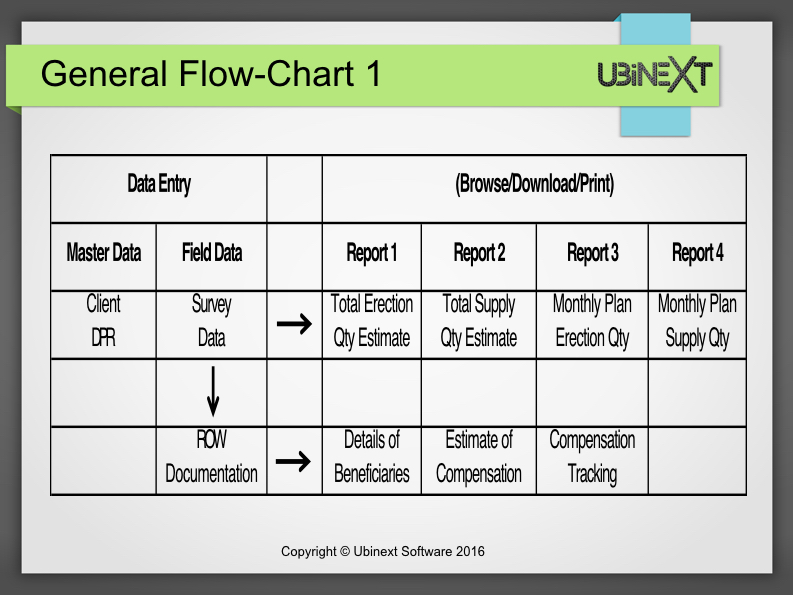 General Flow-Chart 1
UBiNEXT
Data Entry
(Browse/Download/Print)
Master Data
Field Data
Report 1
Report 2
Report 3
Report 4
Client
DPR
Survey
Data
→
Total Erection
Qty Estimate
Total Supply
Qty Estimate
Monthly Plan
Erection Qty
Monthly Plan
Supply Qty
↓
ROW
Documentation
→
Details of
Beneficiaries
Estimate of
Compensation
Compensation
Tracking
Copyright © Ubinext Software 2016